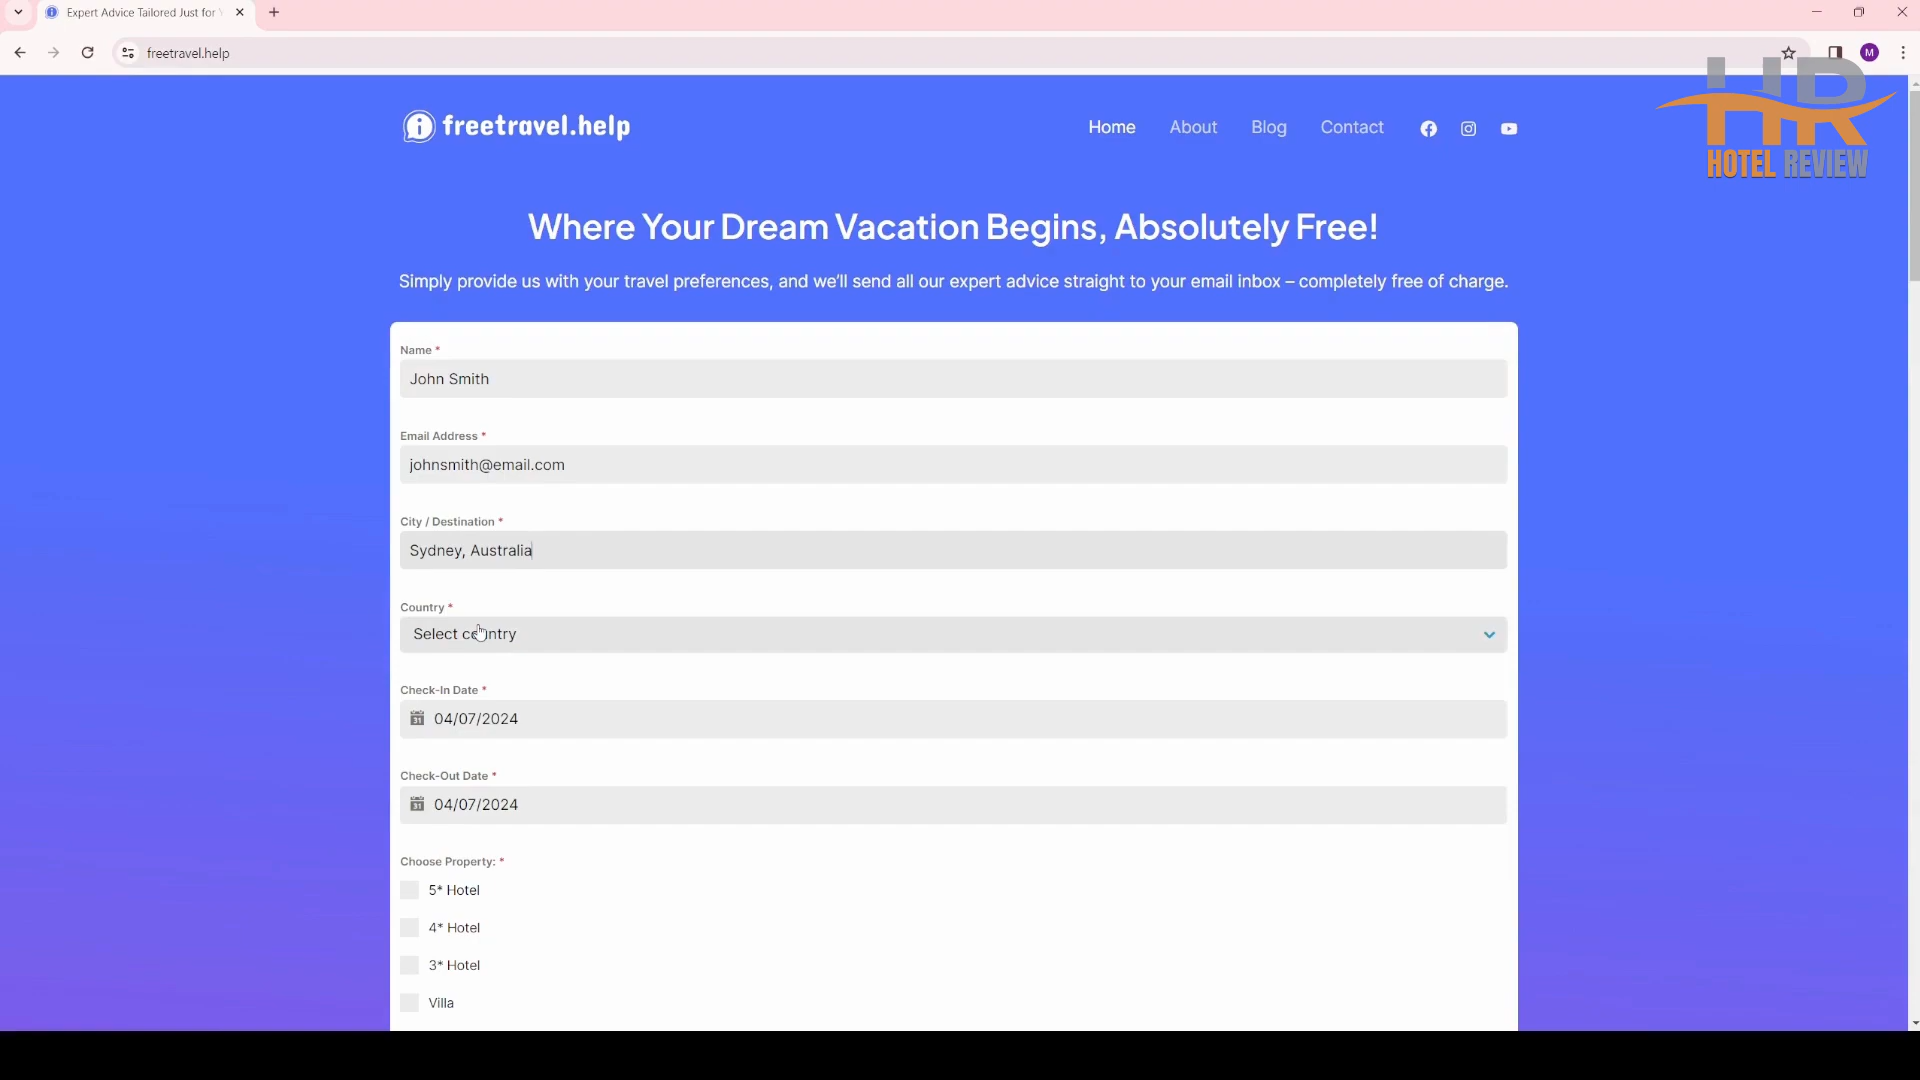 Expert Advice Tailored Just for
freetravel.help
M
HR
HOTEL REVIEW
freetravel.help
Home
About
Blog
Contact
Where Your Dream Vacation Begins, Absolutely Free!
Simply provide us with your travel preferences, and we'll send all our expert advice straight to your email inbox – completely free of charge.
Name *
John Smith
Email Address *
johnsmith@email.com
City / Destination *
Sydney, Australia
Country *
Select country
Check-In Date *
31
04/07/2024
Check-Out Date *
31
04/07/2024
Choose Property: *
5* Hotel
4* Hotel
3* Hotel
Villa